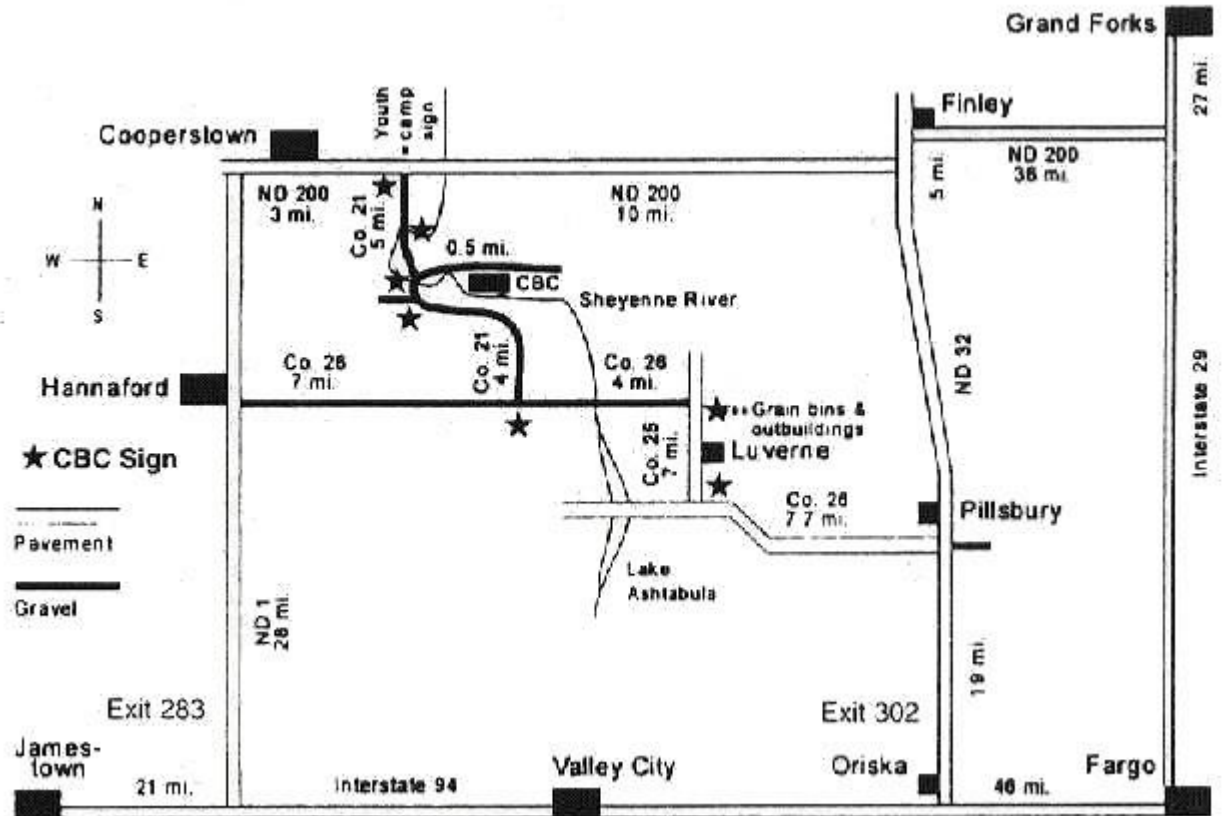 Grand Forks
27 mi.
Finley
Youth
camp
sign
Cooperstown
ND 200
3 mi.
Co. 21
5 mi.
ND 200
10 mi.
5 mi.
ND 200
36 mi.
N
W
E
S
0.5 mi.
CBC
Sheyenne River
Co. 26
7 mi.
Co. 21
4 mi.
Co. 26
4 mi.
ND 32
Interstate 29
Hannaford
Grain bins &
outbuildings
Luverne
Co. 25
7 mi.
CBC Sign
Co. 26
7 7 mi.
Pillsbury
Pavement
Lake
Ashtabula
Gravel
ND 1
28 mi.
19 mi.
Exit 283
Exit 302
James-
town
21 mi.
Interstate 94
Valley City
Oriska
46 mi.
Fargo